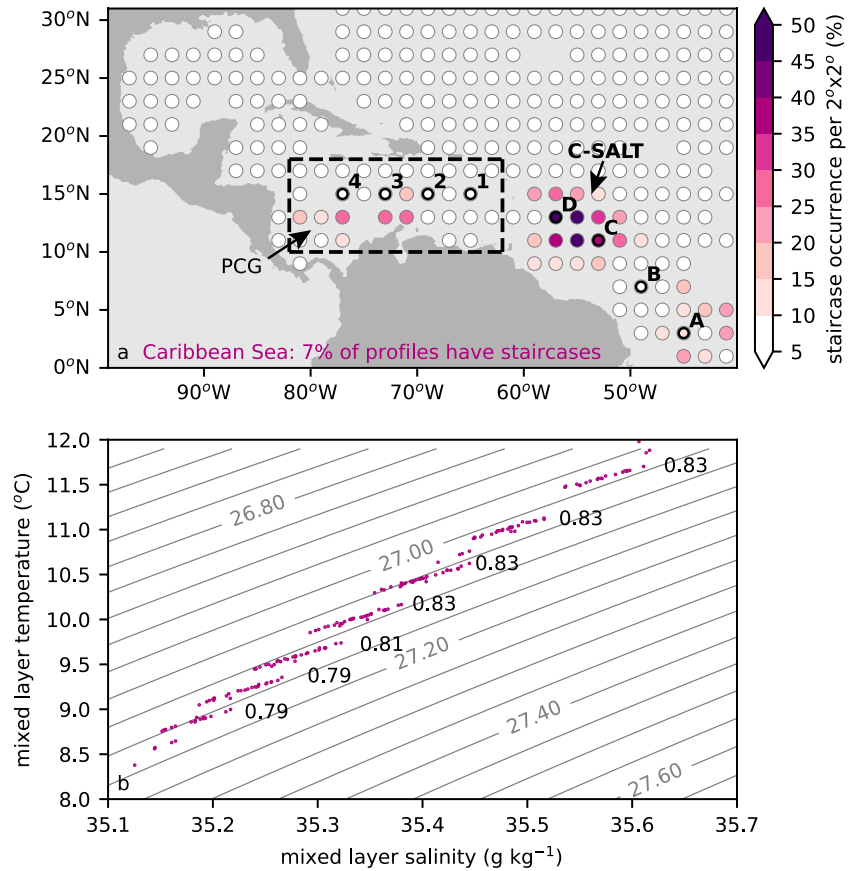 30°N
25°N
20°N
15°N
10°N
5°N
0°N
C-SALT
4
3
2
1
D
C
PCG
B
A
a Caribbean Sea: 7% of profiles have staircases
90°W
80°W
70°W
60°W
50°W
50
45
40
35
30
25
20
15
10
5
staircase occurrence per 2°x2° (%)
12.0
11.5
11.0
10.5
10.0
9.5
9.0
8.5
8.0
mixed layer temperature (°C)
0.83
26.80
0.83
27.00
0.83
0.83
0.81
27.20
0.79
0.79
27.40
27.60
b
35.1
35.2
35.3
35.4
35.5
35.6
35.7
mixed layer salinity (g kg⁻¹)